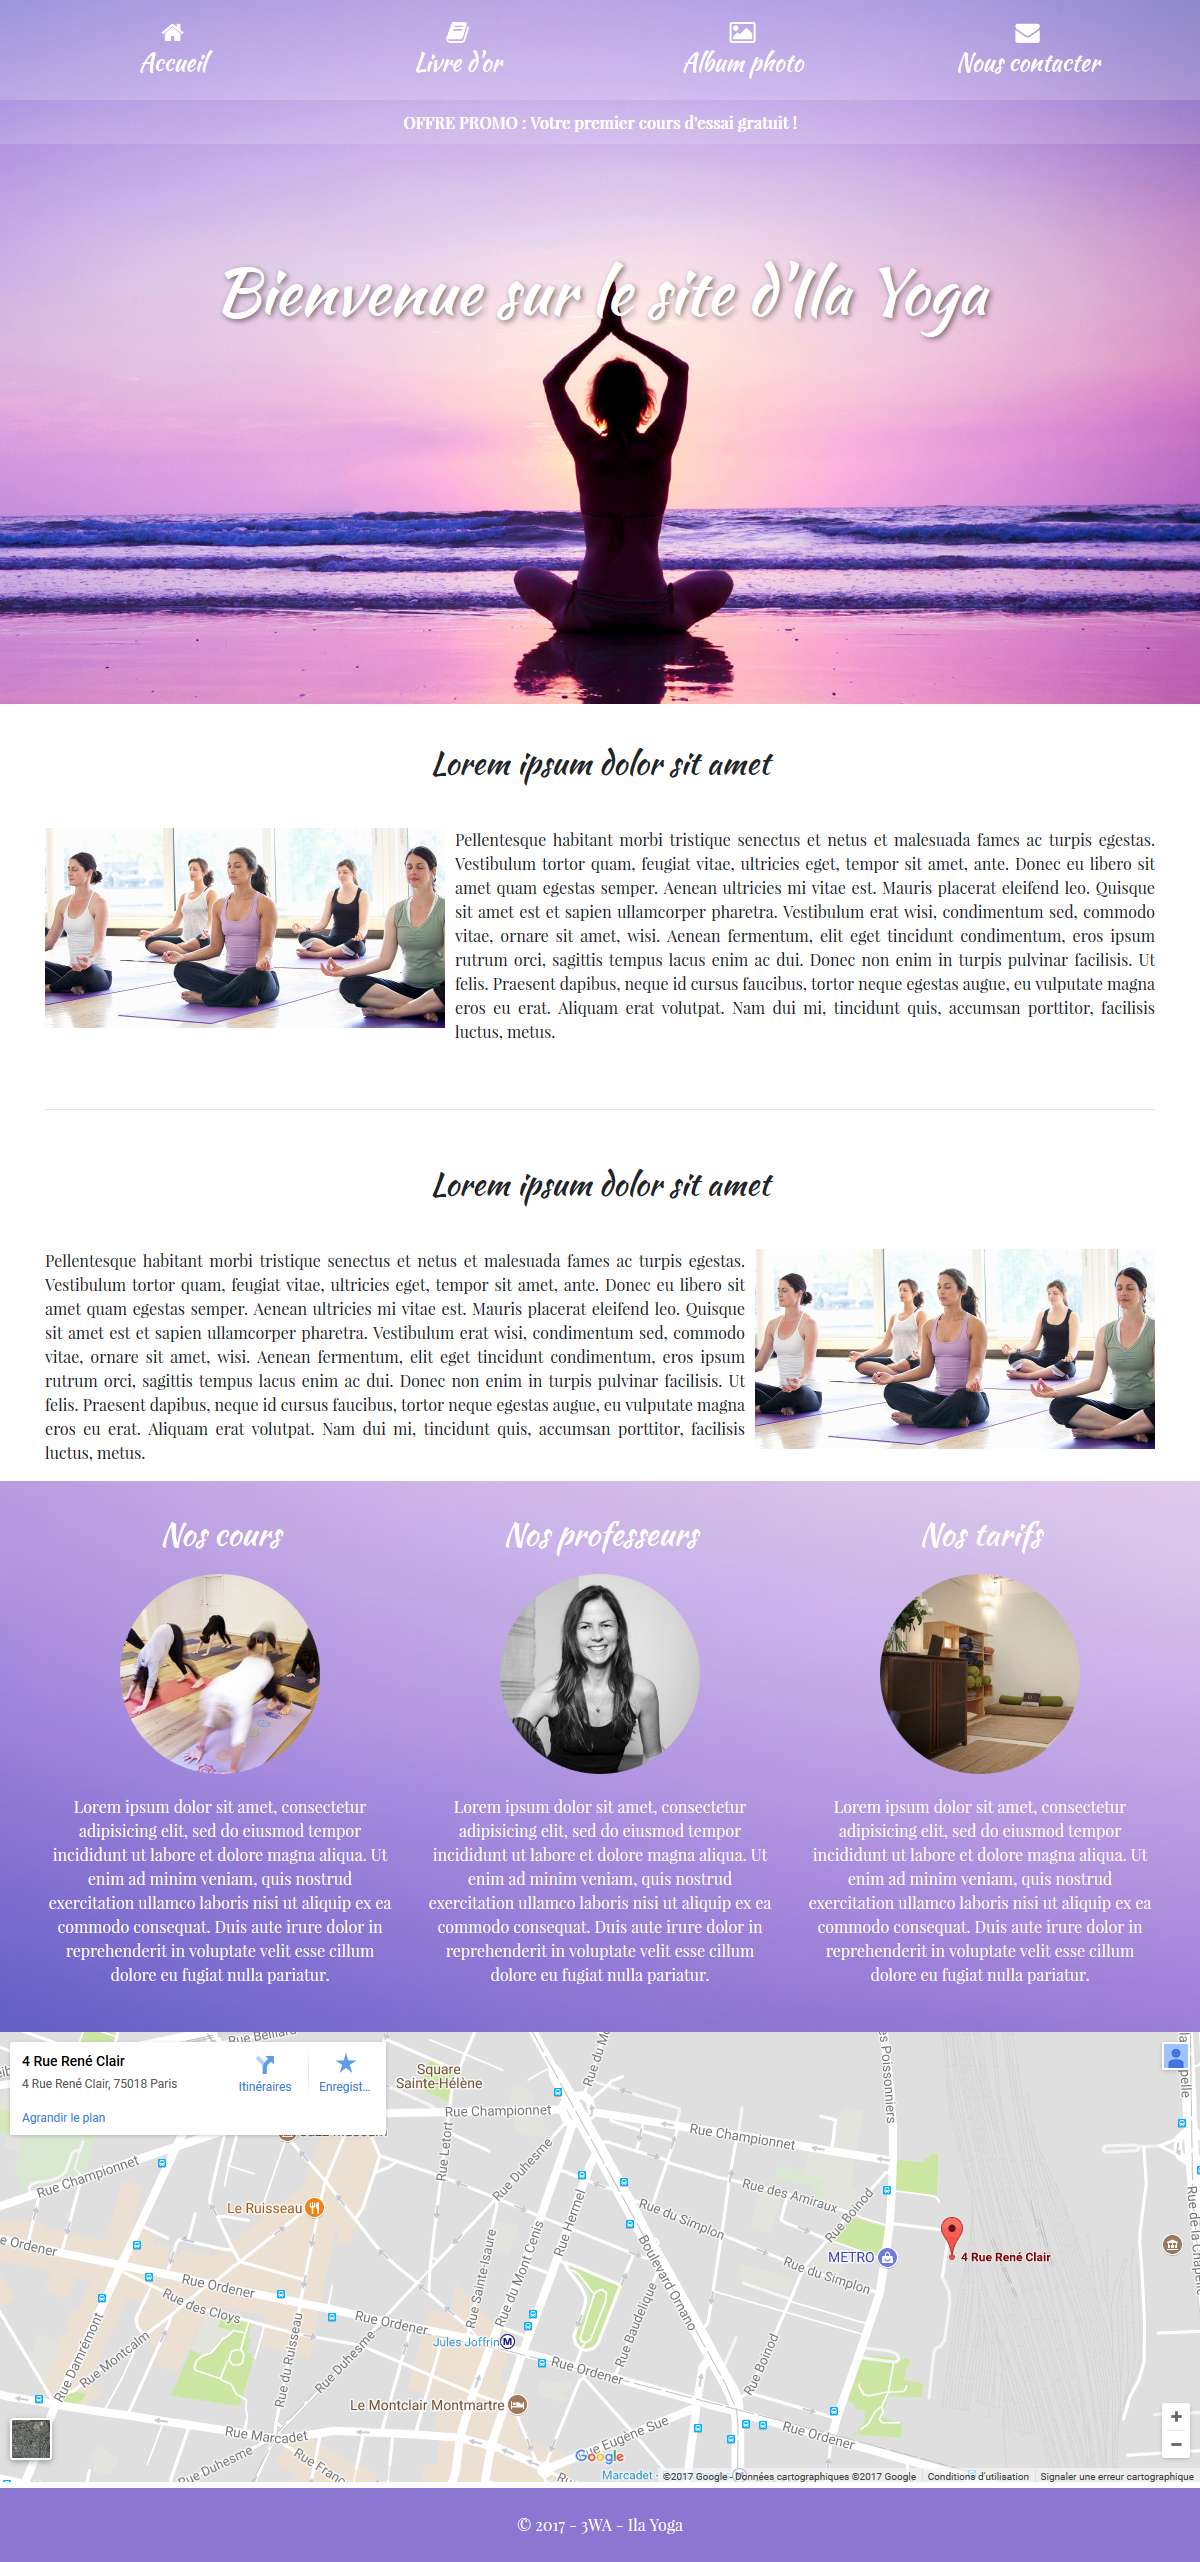 Accueil
Livre d'or
Album photo
Nous contacter
OFFRE PROMO : Votre premier cours d'essai gratuit !
Bienvenue sur le site d'Ila Yoga
Lorem ipsum dolor sit amet
Pellentesque habitant morbi tristique senectus et netus et malesuada fames ac turpis egestas.
Vestibulum tortor quam, feugiat vitae, ultricies eget, tempor sit amet, ante. Donec eu libero sit
amet quam egestas semper. Aenean ultricies mi vitae est. Mauris placerat eleifend leo. Quisque
sit amet est et sapien ullamcorper pharetra. Vestibulum erat wisi, condimentum sed, commodo
vitae, ornare sit amet, wisi. Aenean fermentum, elit eget tincidunt condimentum, eros ipsum
rutrum orci, sagittis tempus lacus enim ac dui. Donec non enim in turpis pulvinar facilisis. Ut
felis. Praesent dapibus, neque id cursus faucibus, tortor neque egestas augue, eu vulputate magna
eros eu erat. Aliquam erat volutpat. Nam dui mi, tincidunt quis, accumsan porttitor, facilisis
luctus, metus.
Lorem ipsum dolor sit amet
Pellentesque habitant morbi tristique senectus et netus et malesuada fames ac turpis egestas.
Vestibulum tortor quam, feugiat vitae, ultricies eget, tempor sit amet, ante. Donec eu libero sit
amet quam egestas semper. Aenean ultricies mi vitae est. Mauris placerat eleifend leo. Quisque
sit amet est et sapien ullamcorper pharetra. Vestibulum erat wisi, condimentum sed, commodo
vitae, ornare sit amet, wisi. Aenean fermentum, elit eget tincidunt condimentum, eros ipsum
rutrum orci, sagittis tempus lacus enim ac dui. Donec non enim in turpis pulvinar facilisis. Ut
felis. Praesent dapibus, neque id cursus faucibus, tortor neque egestas augue, eu vulputate magna
eros eu erat. Aliquam erat volutpat. Nam dui mi, tincidunt quis, accumsan porttitor, facilisis
luctus, metus.
Nos cours
Lorem ipsum dolor sit amet, consectetur
adipisicing elit, sed do eiusmod tempor
incididunt ut labore et dolore magna aliqua. Ut
enim ad minim veniam, quis nostrud
exercitation ullamco laboris nisi ut aliquip ex ea
commodo consequat. Duis aute irure dolor in
reprehenderit in voluptate velit esse cillum
dolore eu fugiat nulla pariatur.
Nos professeurs
Lorem ipsum dolor sit amet, consectetur
adipisicing elit, sed do eiusmod tempor
incididunt ut labore et dolore magna aliqua. Ut
enim ad minim veniam, quis nostrud
exercitation ullamco laboris nisi ut aliquip ex ea
commodo consequat. Duis aute irure dolor in
reprehenderit in voluptate velit esse cillum
dolore eu fugiat nulla pariatur.
Nos tarifs
Lorem ipsum dolor sit amet, consectetur
adipisicing elit, sed do eiusmod tempor
incididunt ut labore et dolore magna aliqua. Ut
enim ad minim veniam, quis nostrud
exercitation ullamco laboris nisi ut aliquip ex ea
commodo consequat. Duis aute irure dolor in
reprehenderit in voluptate velit esse cillum
dolore eu fugiat nulla pariatur.
4 Rue René Clair
4 Rue René Clair, 75018 Paris
Itinéraires
Enregist...
Agrandir le plan
Square
Sainte-Hélène
Rue Championnet
Rue Championnet
Rue Championnet
Rue Letort
Rue Duhesme
Rue des Amiraux
Rue Boinod
Le Ruisseau
Rue Hermel
Rue du Simplon
Rue du Simplon
METRO
4 Rue René Clair
Rue Ordener
Rue Ordener
Rue des Cloys
Rue Sainte-Isaure
Rue du Mont Cenis
Boulevard Ornano
Rue Baudelique
Rue Ordener
Jules Joffrin
Rue Damrémont
Rue Montcalm
Rue du Ruisseau
Rue Duhesme
Rue Ordener
Rue Boinod
Le Montclair Montmartre
Rue Marcadet
Rue Duhesme
Rue Eugène Sue
Rue Ordener
Google
Marcadet
©2017 Google - Données cartographiques ©2017 Google
Conditions d'utilisation
Signaler une erreur cartographique
© 2017 - 3WA - Ila Yoga